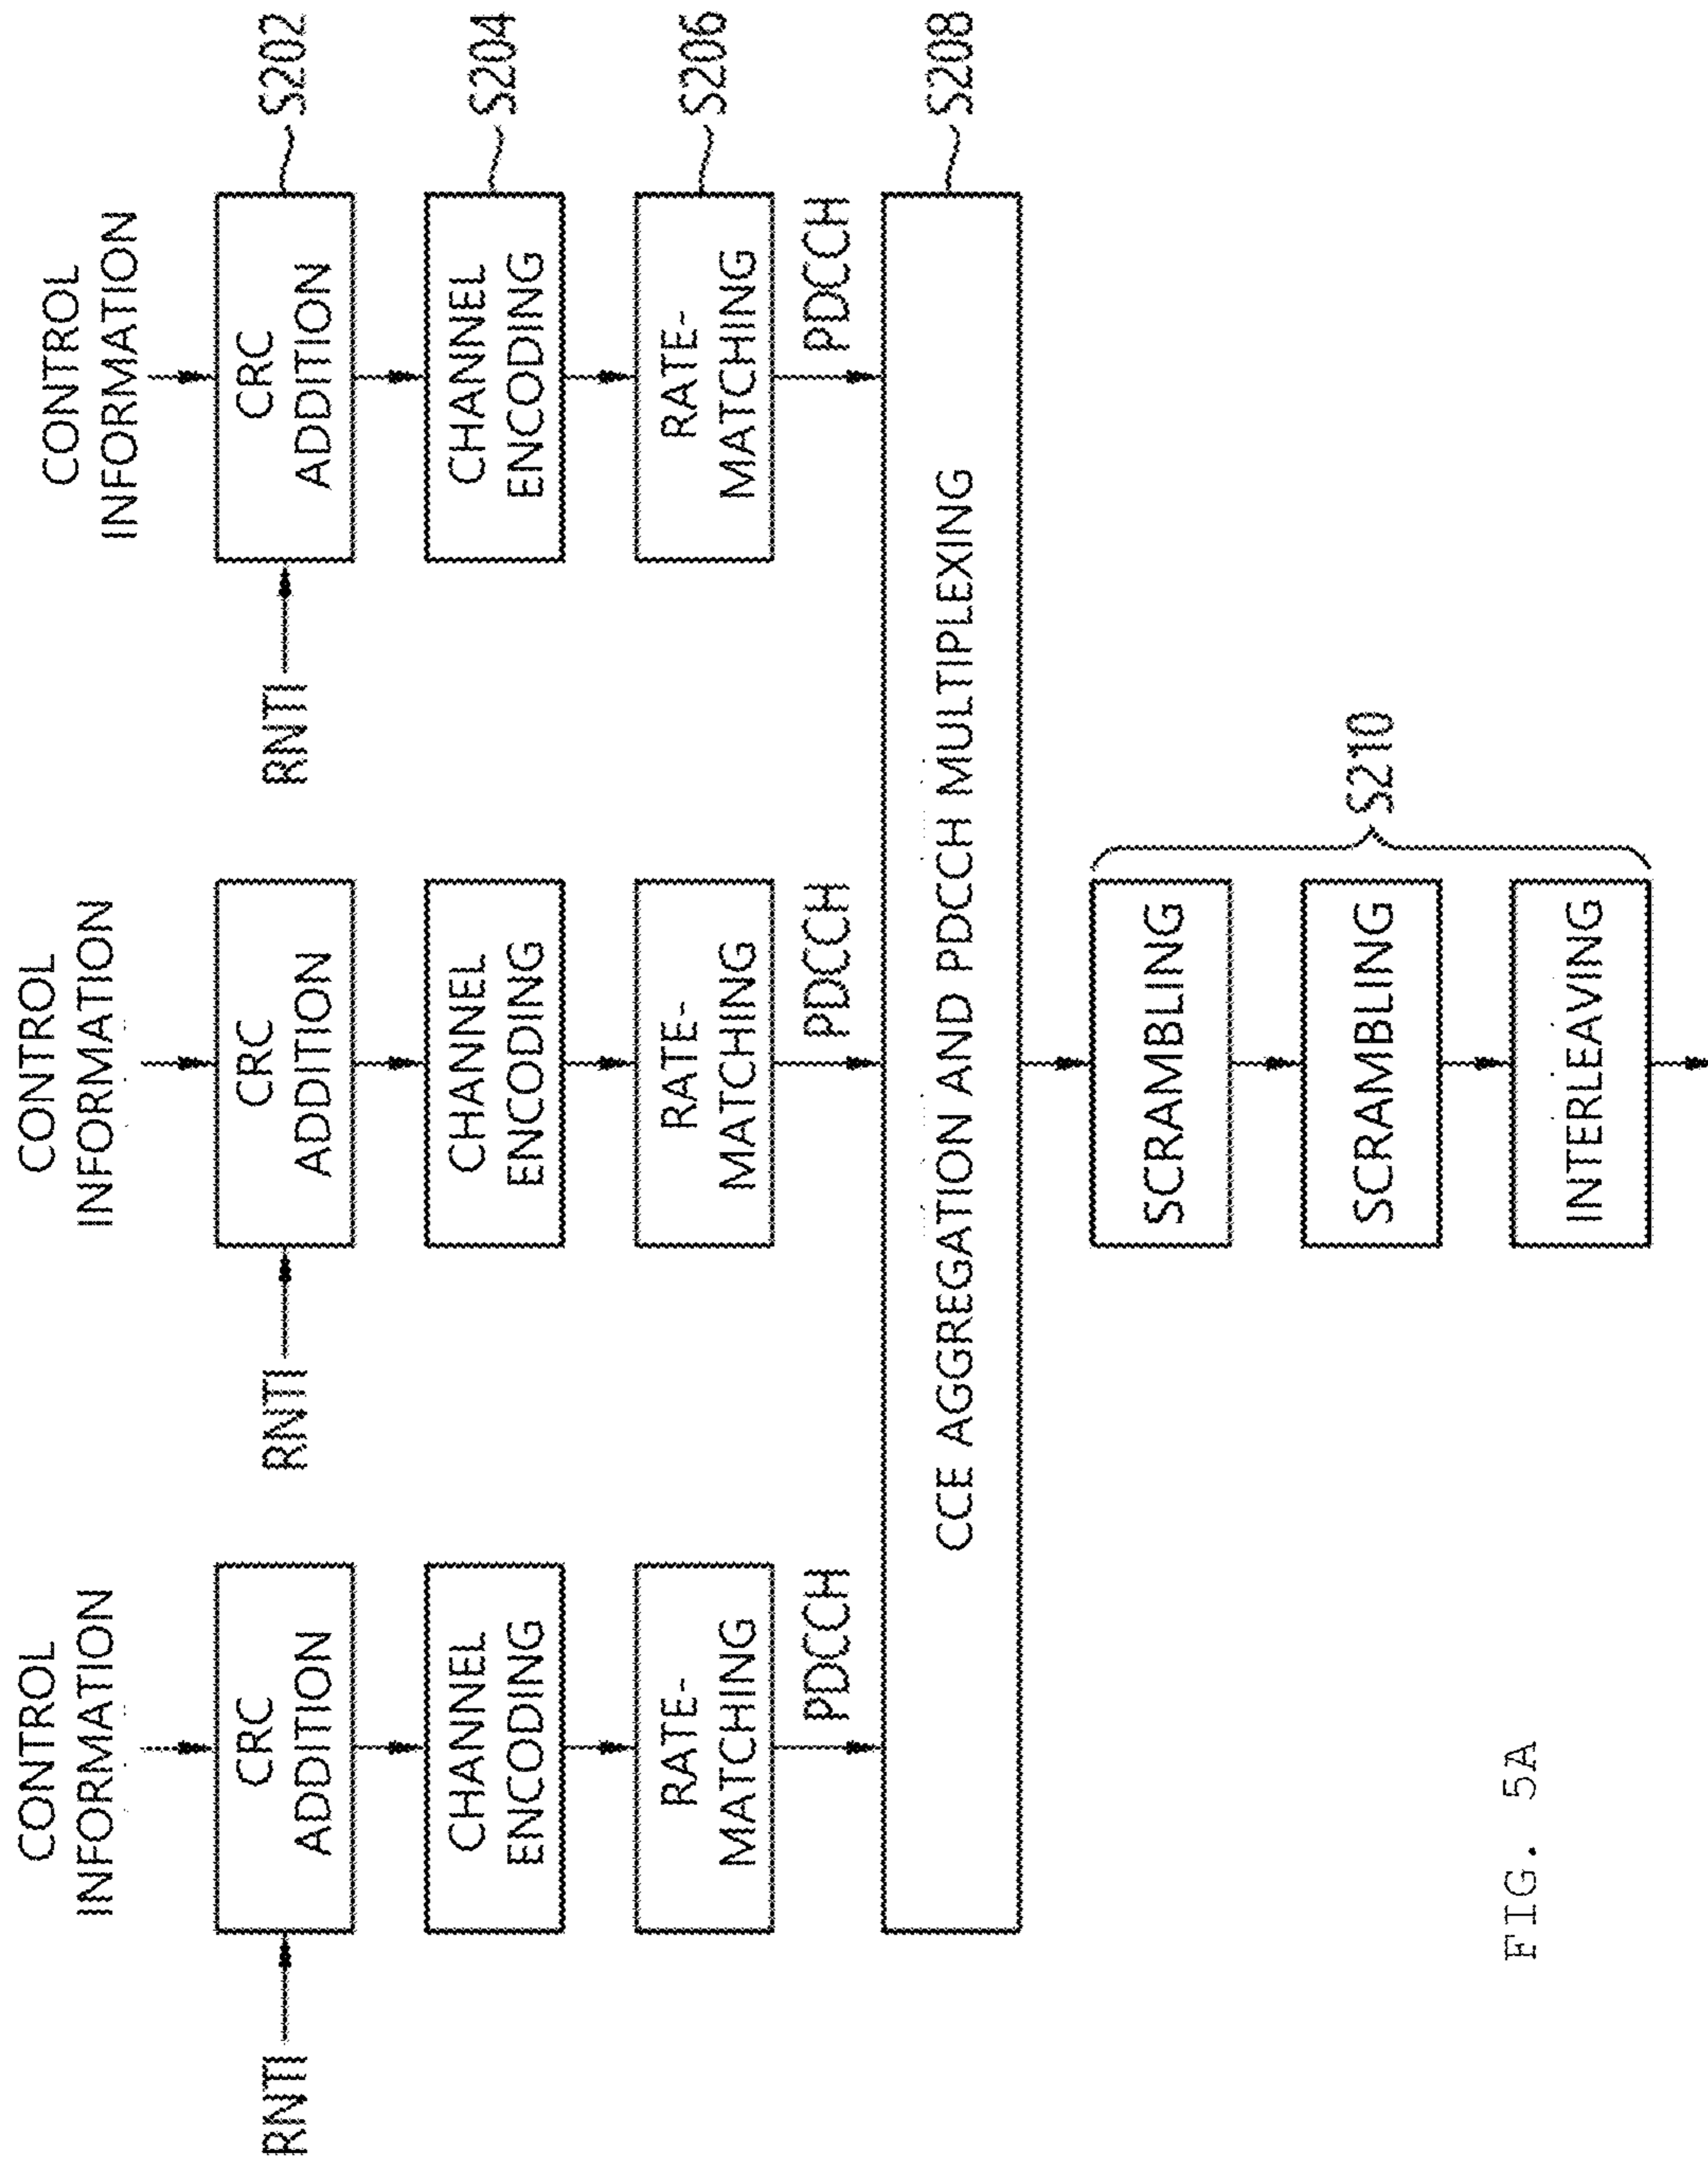 CONTROL
INFORMATION
CONTROL
INFORMATION
CONTROL
INFORMATION
RNTI
CRC
ADDITION
RNTI
CRC
ADDITION
RNTI
CRC
ADDITION
S202
CHANNEL
ENCODING
CHANNEL
ENCODING
CHANNEL
ENCODING
S204
RATE-
MATCHING
RATE-
MATCHING
RATE-
MATCHING
S206
PDCCH
PDCCH
PDCCH
CCE AGGREGATION AND PDCCH MULTIPLEXING
S208
SCRAMBLING
SCRAMBLING
INTERLEAVING
S210
FIG. 5A